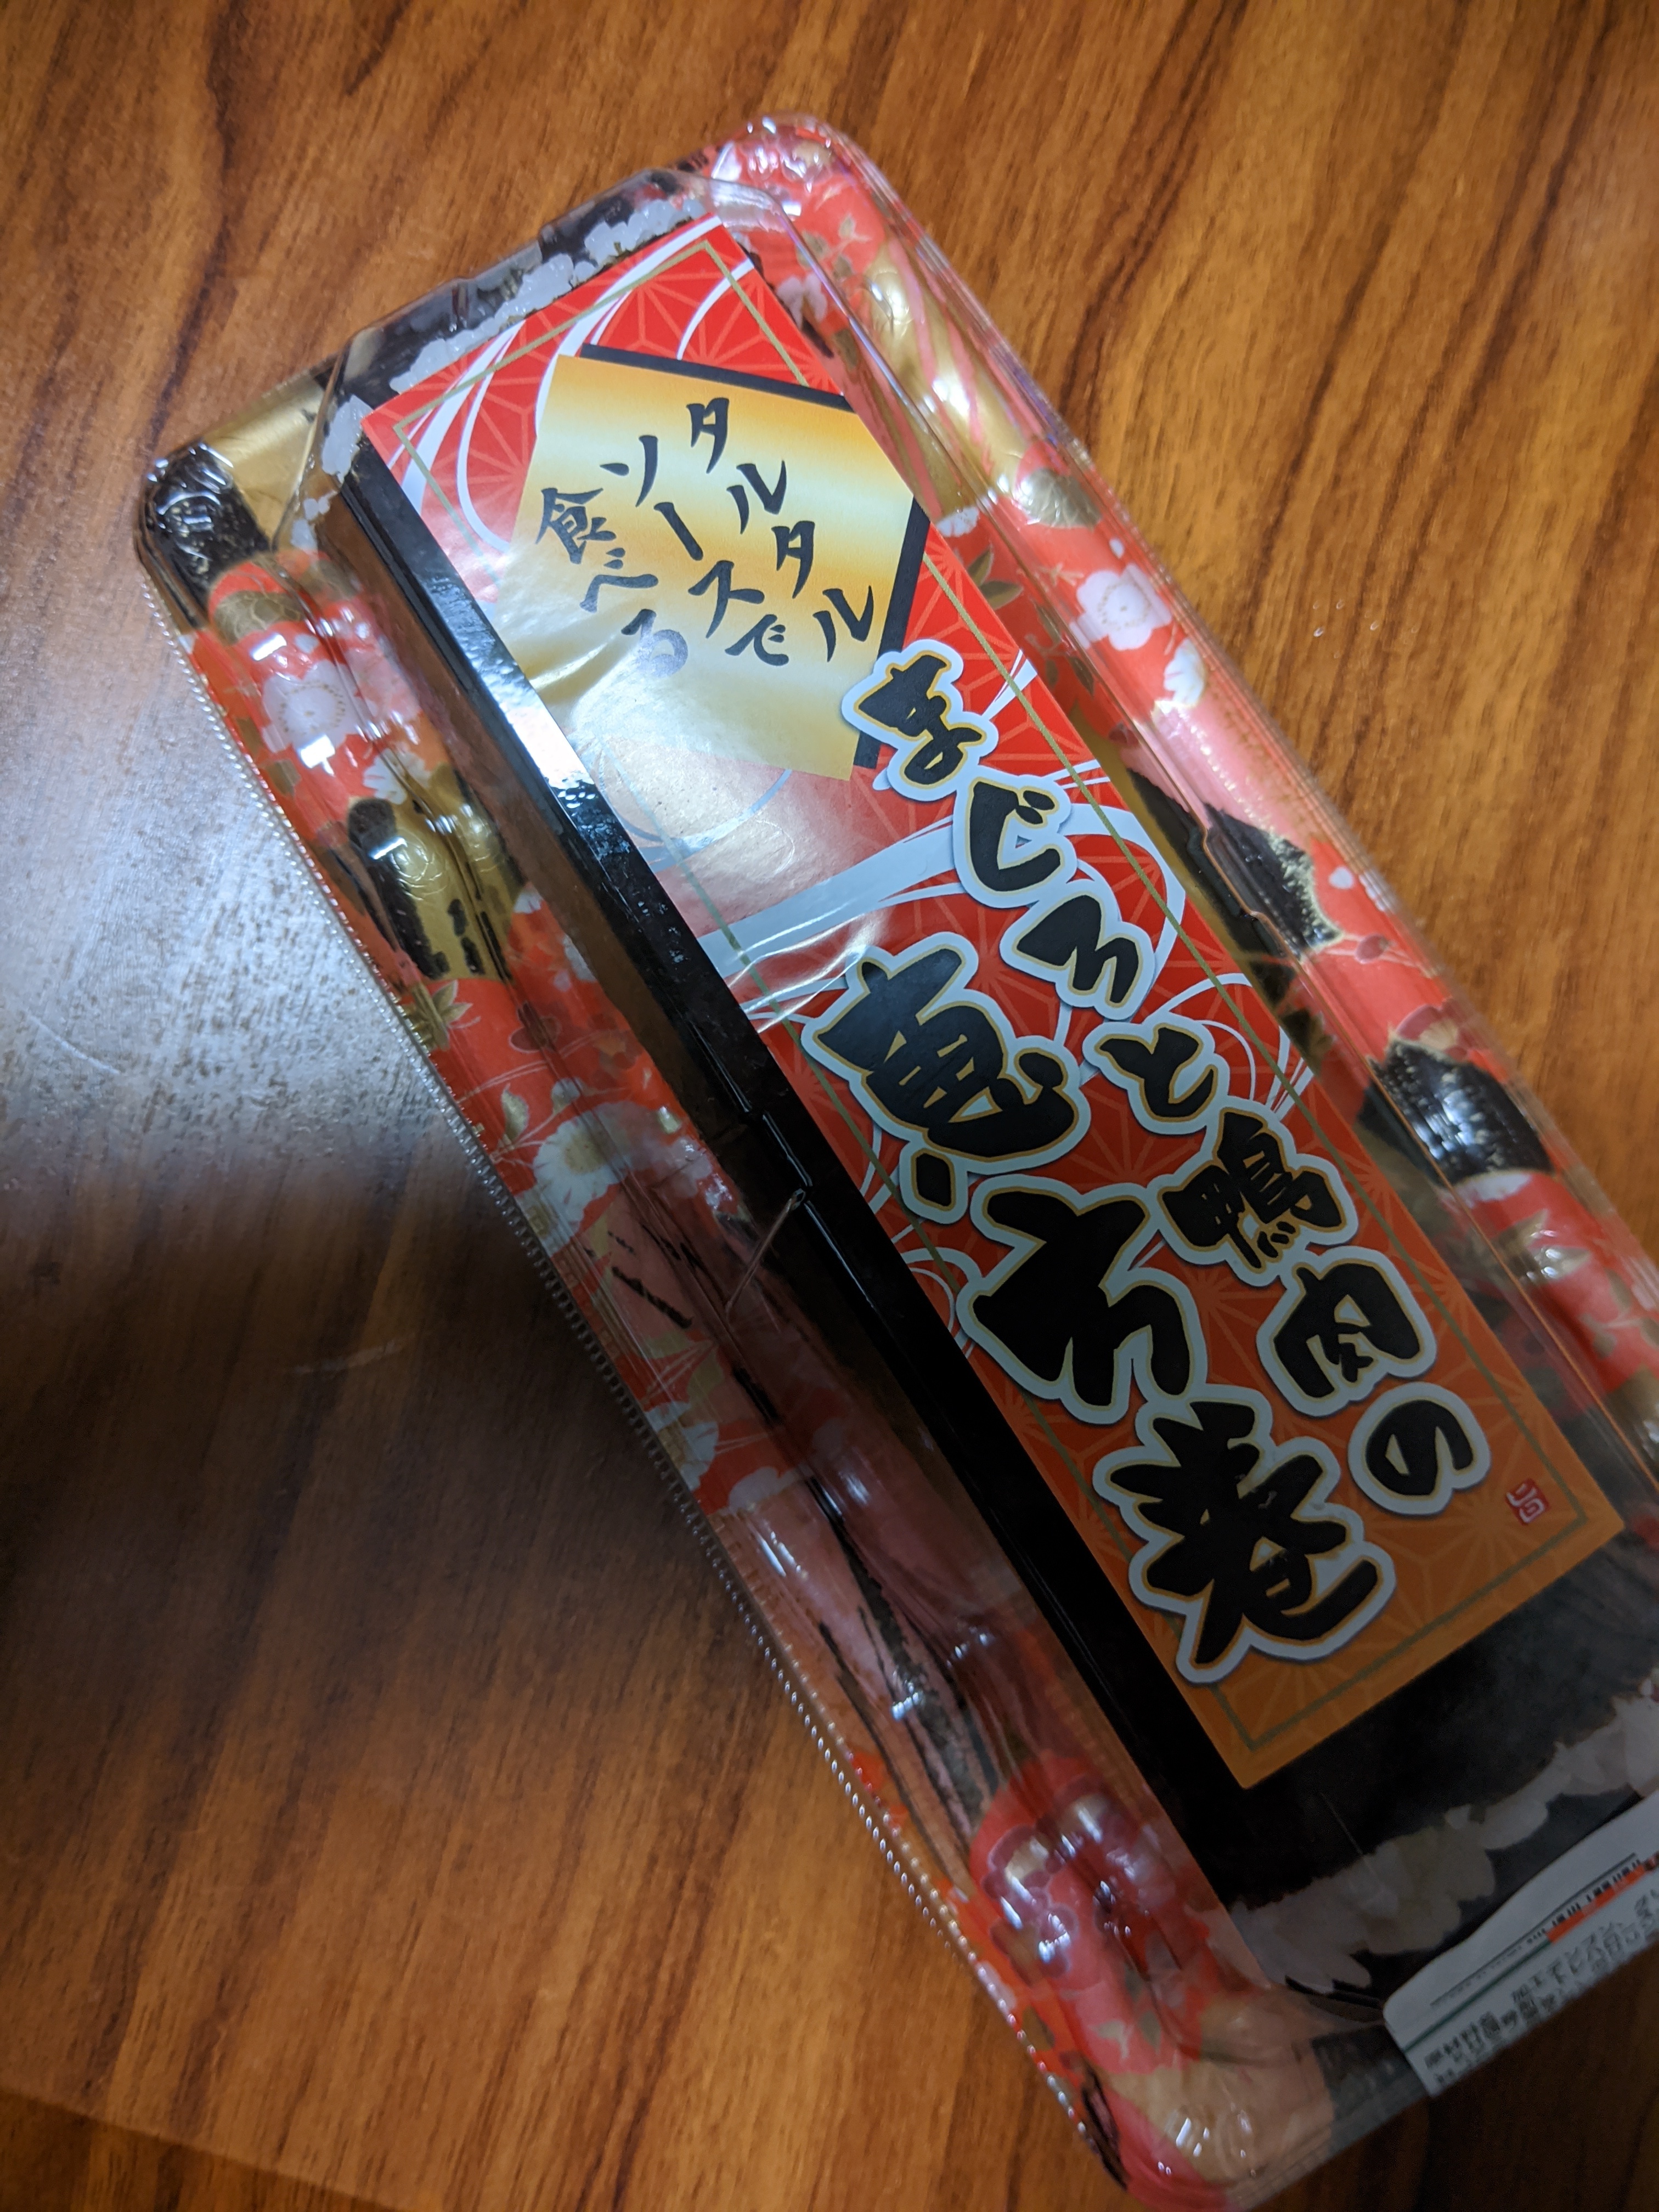 タルタル
ソースで
食べる
まぐろと鴨肉の
恵方巻